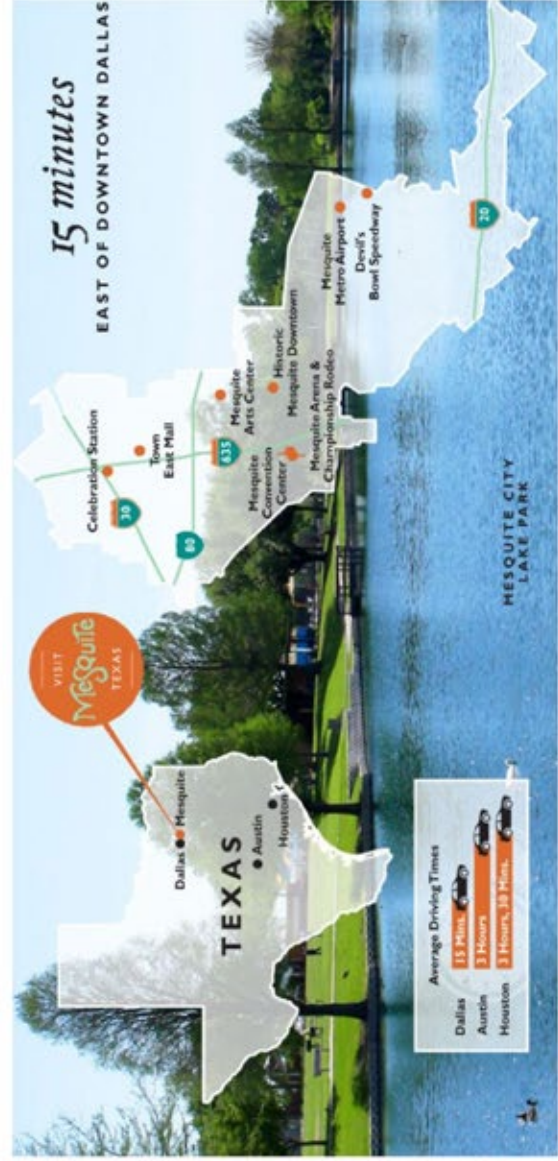 15 minutes
EAST OF DOWNTOWN DALLAS
VISIT
Mesquite
TEXAS
Dallas
Mesquite
TEXAS
Austin
Houston
Average Driving Times
Dallas 15 Mins.
Austin 3 Hours
Houston 3 Hours, 30 Mins.
Celebration Station
30
Town
East Mall
80
635
Mesquite
Arts Center
Mesquite
Convention
Center
Historic
Mesquite Downtown
Mesquite Arena &
Championship Rodeo
Mesquite
Metro Airport
Devil's
Bowl Speedway
20
MESQUITE CITY
LAKE PARK